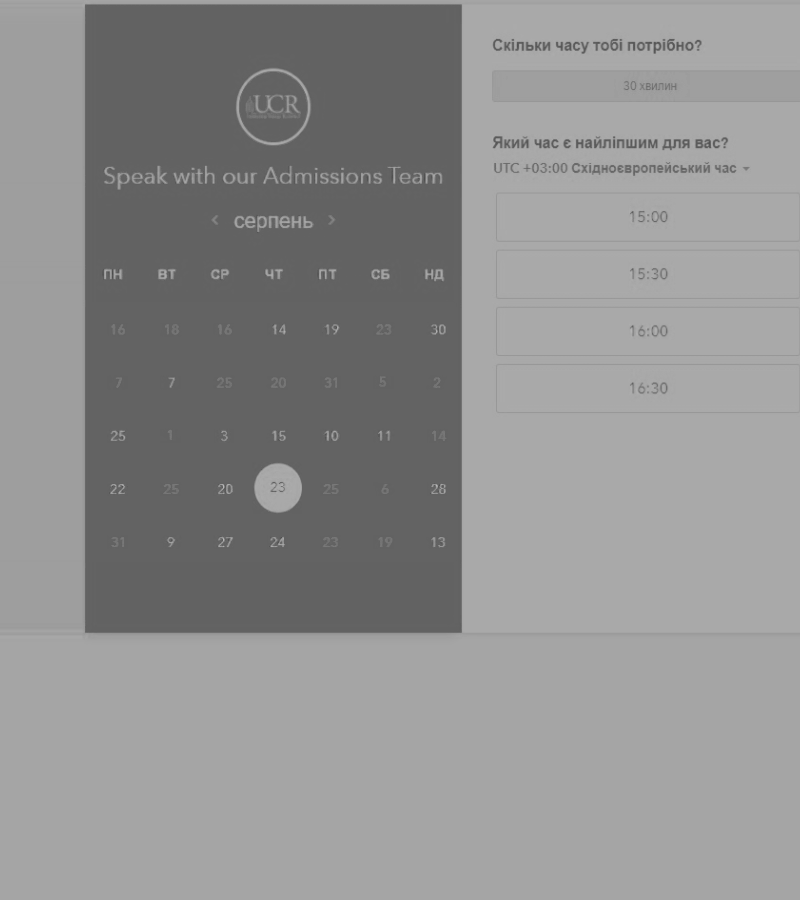 UCR
Speak with our Admissions Team
серпень
ПН ВТ СР ЧТ ПТ СБ НД
16 18 16 14 19 23 30
7 7 25 20 31 5 2
25 1 3 15 10 11 14
22 25 20 23 25 6 28
31 9 27 24 23 19 13
Скільки часу тобі потрібно?
30 хвилин
Який час є найліпшим для вас?
UTC +03:00 Східноєвропейський час
15:00
15:30
16:00
16:30